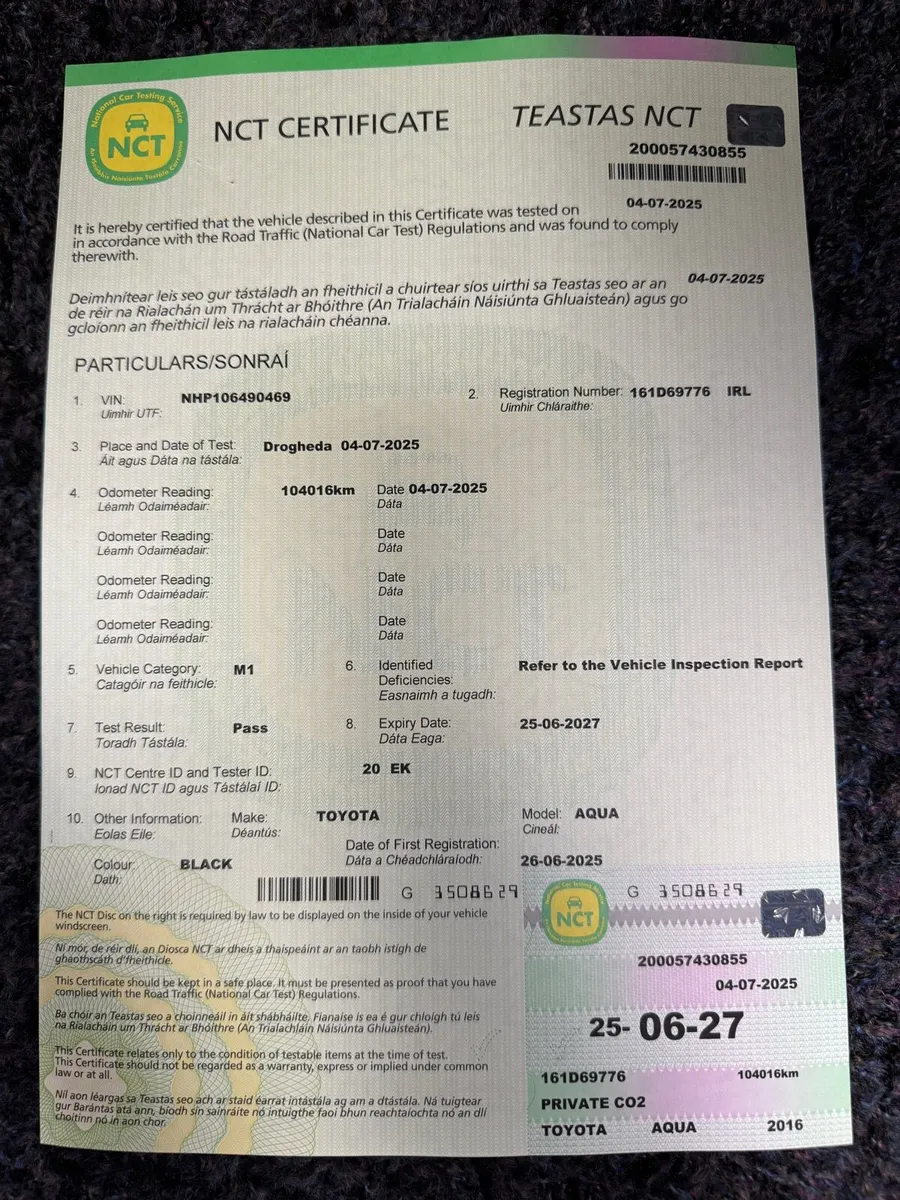 National Car Testing Service
NCT
An tSeirbhís Náisiúnta Tástála Carranna
NCT CERTIFICATE
TEASTAS NCT
200057430855
It is hereby certified that the vehicle described in this Certificate was tested on 04-07-2025
in accordance with the Road Traffic (National Car Test) Regulations and was found to comply
therewith.
Deimhnítear leis seo gur tástáladh an fheithicil a chuirtear síos uirthi sa Teastas seo ar an 04-07-2025
de réir na Rialachán um Thrácht ar Bhóithre (An Trialacháin Náisiúnta Ghluaisteán) agus go
gcloíonn an fheithicil leis na rialacháin chéanna.
PARTICULARS/SONRAÍ
1. VIN: NHP106490469 2. Registration Number: 161D69776 IRL
Uimhir UTF: Uimhir Chláraithe:
3. Place and Date of Test: Drogheda 04-07-2025
Áit agus Dáta na tástála:
4. Odometer Reading: 104016km Date 04-07-2025
Léamh Odaiméadair: Dáta
Odometer Reading: Date
Léamh Odaiméadair: Dáta
Odometer Reading: Date
Léamh Odaiméadair: Dáta
Odometer Reading: Date
Léamh Odaiméadair: Dáta
5. Vehicle Category: M1 6. Identified Refer to the Vehicle Inspection Report
Catagóir na feithicle: Deficiencies:
Easnaimh a tugadh:
7. Test Result: Pass 8. Expiry Date: 25-06-2027
Toradh Tástála: Dáta Eaga:
9. NCT Centre ID and Tester ID: 20 EK
Ionad NCT ID agus Tástálaí ID:
10. Other Information: Make: TOYOTA Model: AQUA
Eolas Eile: Déantús: Cineál:
Date of First Registration:
Colour: BLACK Dáta a Chéadchláraíodh: 26-06-2025
Dath:
G 3508629 G 3508629
The NCT Disc on the right is required by law to be displayed on the inside of your vehicle
windscreen.
Ní mór, de réir dlí, an Diosca NCT ar dheis a thaispeáint ar an taobh istigh de
ghaothscáth d'fheithicle.
This Certificate should be kept in a safe place. It must be presented as proof that you have
complied with the Road Traffic (National Car Test) Regulations.
Ba chóir an Teastas seo a choinneáil in áit shábháilte. Fianaise is ea é gur chloigh tú leis
na Rialacháin um Thrácht ar Bhóithre (An Trialachláin Náisiúnta Ghluaisteán).
This Certificate relates only to the condition of testable items at the time of test.
This Certificate should not be regarded as a warranty, express or implied under common
law or at all.
Níl aon léargas sa Teastas seo ach ar staid éarraí intástála ag am a dtástála. Ná tuigtear
gur Barántas atá ann, bíodh sin sainráite nó intuigthe faoi bhun reachtaíochta nó an dlí
choitinn nó in aon chor.
NCT
200057430855
04-07-2025
25- 06-27
161D69776 104016km
PRIVATE CO2
TOYOTA AQUA 2016